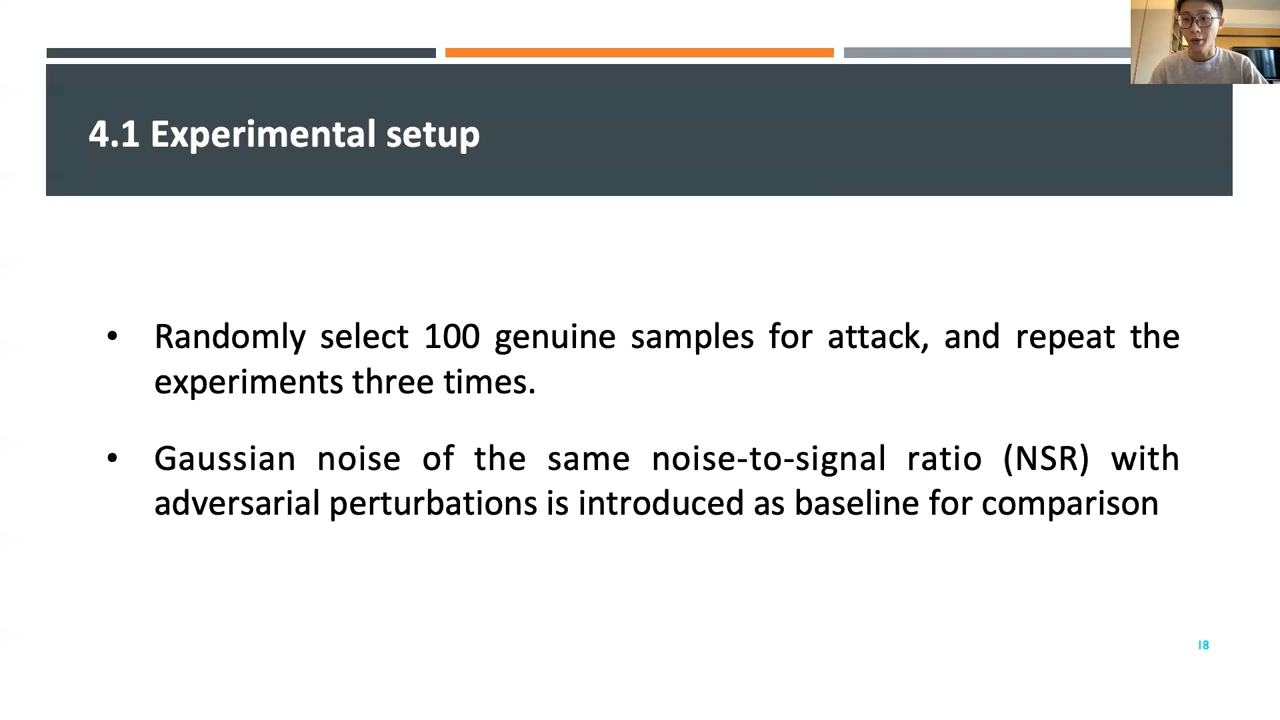 4.1 Experimental setup
• Randomly select 100 genuine samples for attack, and repeat the
experiments three times.
• Gaussian noise of the same noise-to-signal ratio (NSR) with
adversarial perturbations is introduced as baseline for comparison
18